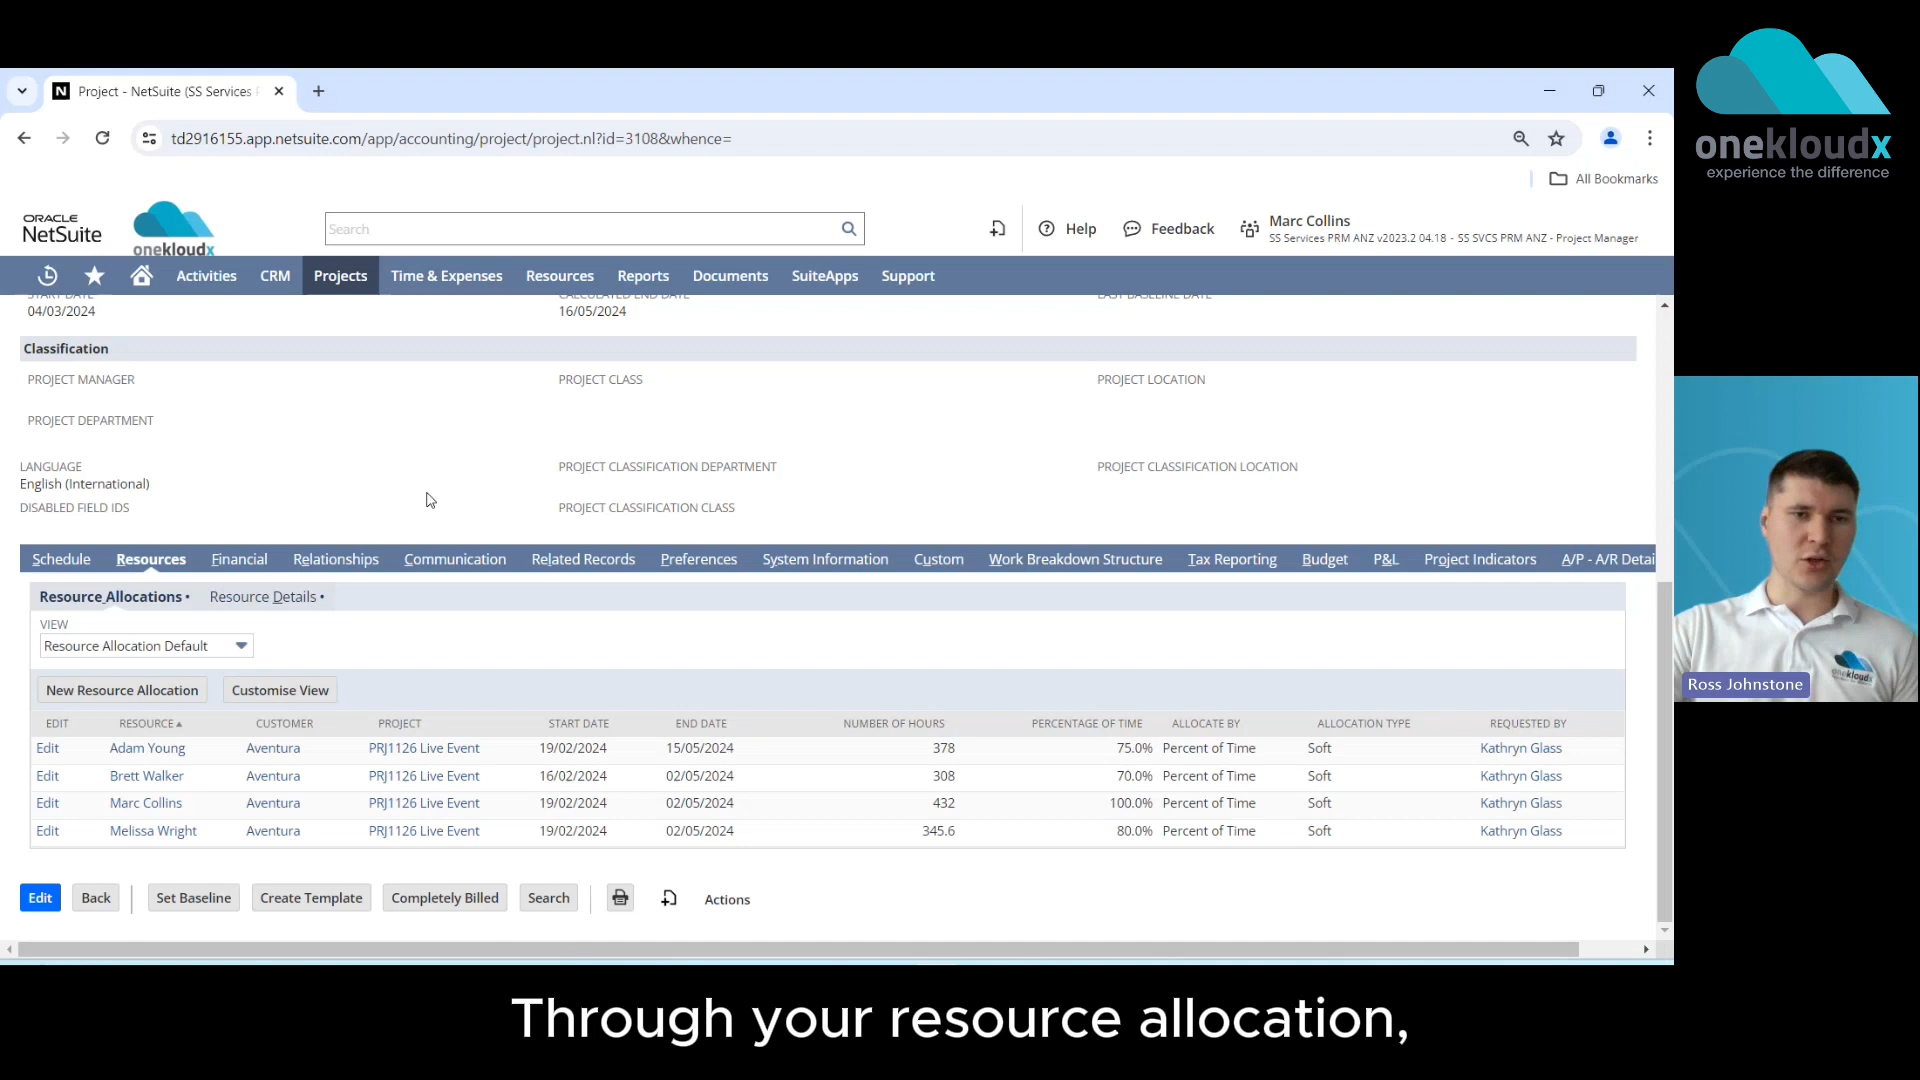 onekloudx
experience the difference
Project - NetSuite (SS Services P
td2916155.app.netsuite.com/app/accounting/project/project.nl?id=3108&whence=
All Bookmarks
ORACLE
NetSuite
onekloudx
Search
Help
Feedback
Marc Collins
SS Services PRM ANZ v2023.2 04.18 - SS SVCS PRM ANZ - Project Manager
Activities CRM Projects Time & Expenses Resources Reports Documents SuiteApps Support
START DATE CALCULATED END DATE LAST BASELINE DATE
04/03/2024 16/05/2024
Classification
PROJECT MANAGER PROJECT CLASS PROJECT LOCATION
PROJECT DEPARTMENT
LANGUAGE PROJECT CLASSIFICATION DEPARTMENT PROJECT CLASSIFICATION LOCATION
English (International)
DISABLED FIELD IDS PROJECT CLASSIFICATION CLASS
Schedule Resources Financial Relationships Communication Related Records Preferences System Information Custom Work Breakdown Structure Tax Reporting Budget P&L Project Indicators A/P - A/R Detai
Resource Allocations • Resource Details •
VIEW
Resource Allocation Default
New Resource Allocation Customise View
EDIT RESOURCE▲ CUSTOMER PROJECT START DATE END DATE NUMBER OF HOURS PERCENTAGE OF TIME ALLOCATE BY ALLOCATION TYPE REQUESTED BY
Edit Adam Young Aventura PRJ1126 Live Event 19/02/2024 15/05/2024 378 75.0% Percent of Time Soft Kathryn Glass
Edit Brett Walker Aventura PRJ1126 Live Event 16/02/2024 02/05/2024 308 70.0% Percent of Time Soft Kathryn Glass
Edit Marc Collins Aventura PRJ1126 Live Event 19/02/2024 02/05/2024 432 100.0% Percent of Time Soft Kathryn Glass
Edit Melissa Wright Aventura PRJ1126 Live Event 19/02/2024 02/05/2024 345.6 80.0% Percent of Time Soft Kathryn Glass
Edit Back Set Baseline Create Template Completely Billed Search Actions
onekloudx
Ross Johnstone
Through your resource allocation,